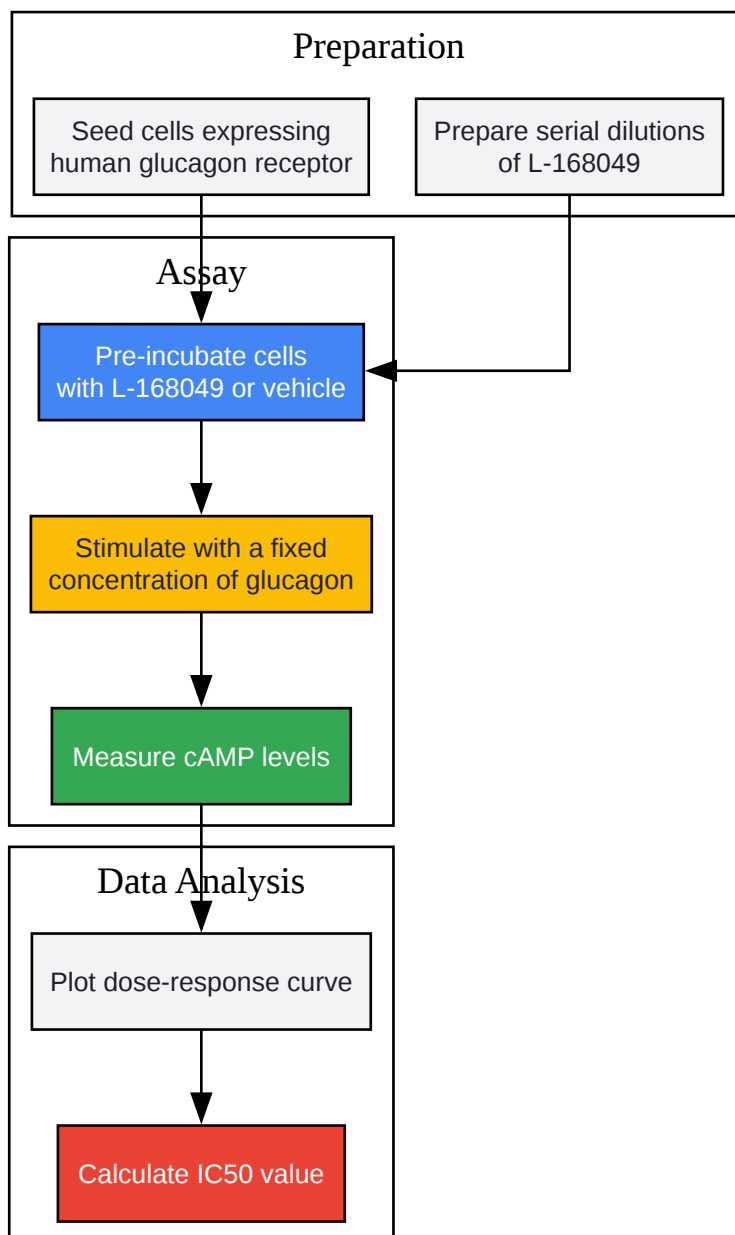 Preparation
Seed cells expressing
human glucagon receptor
Prepare serial dilutions
of L-168049
Assay
Pre-incubate cells
with L-168049 or vehicle
Stimulate with a fixed
concentration of glucagon
Measure cAMP levels
Data Analysis
Plot dose-response curve
Calculate IC50 value